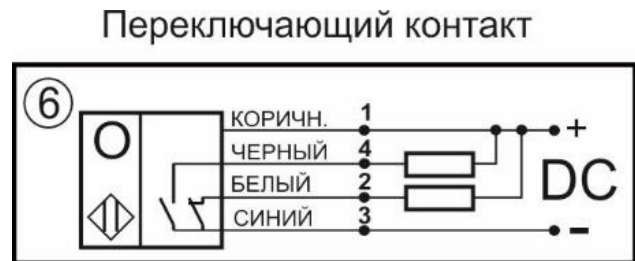 Переключающий контакт
6
КОРИЧН. 1
+
О
ЧЕРНЫЙ 4
DC
БЕЛЫЙ 2
СИНИЙ 3
-